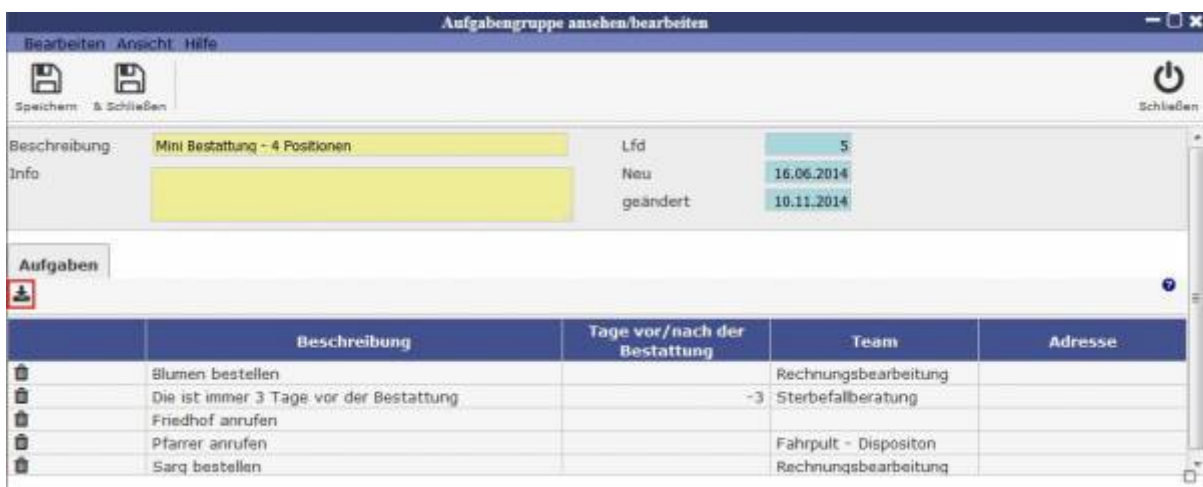 Aufgabengruppe ansehen/bearbeiten
Bearbeiten Ansicht Hilfe
Speichern & Schließen Schließen
Beschreibung Mini Bestattung - 4 Positionen Lfd 5
Info Neu 16.06.2014
geändert 10.11.2014
Aufgaben
Beschreibung Tage vor/nach der Bestattung Team Adresse
Blumen bestellen Rechnungsbearbeitung
Die ist immer 3 Tage vor der Bestattung -3 Sterbefallberatung
Friedhof anrufen
Pfarrer anrufen Fahrpult - Dispositon
Sarg bestellen Rechnungsbearbeitung